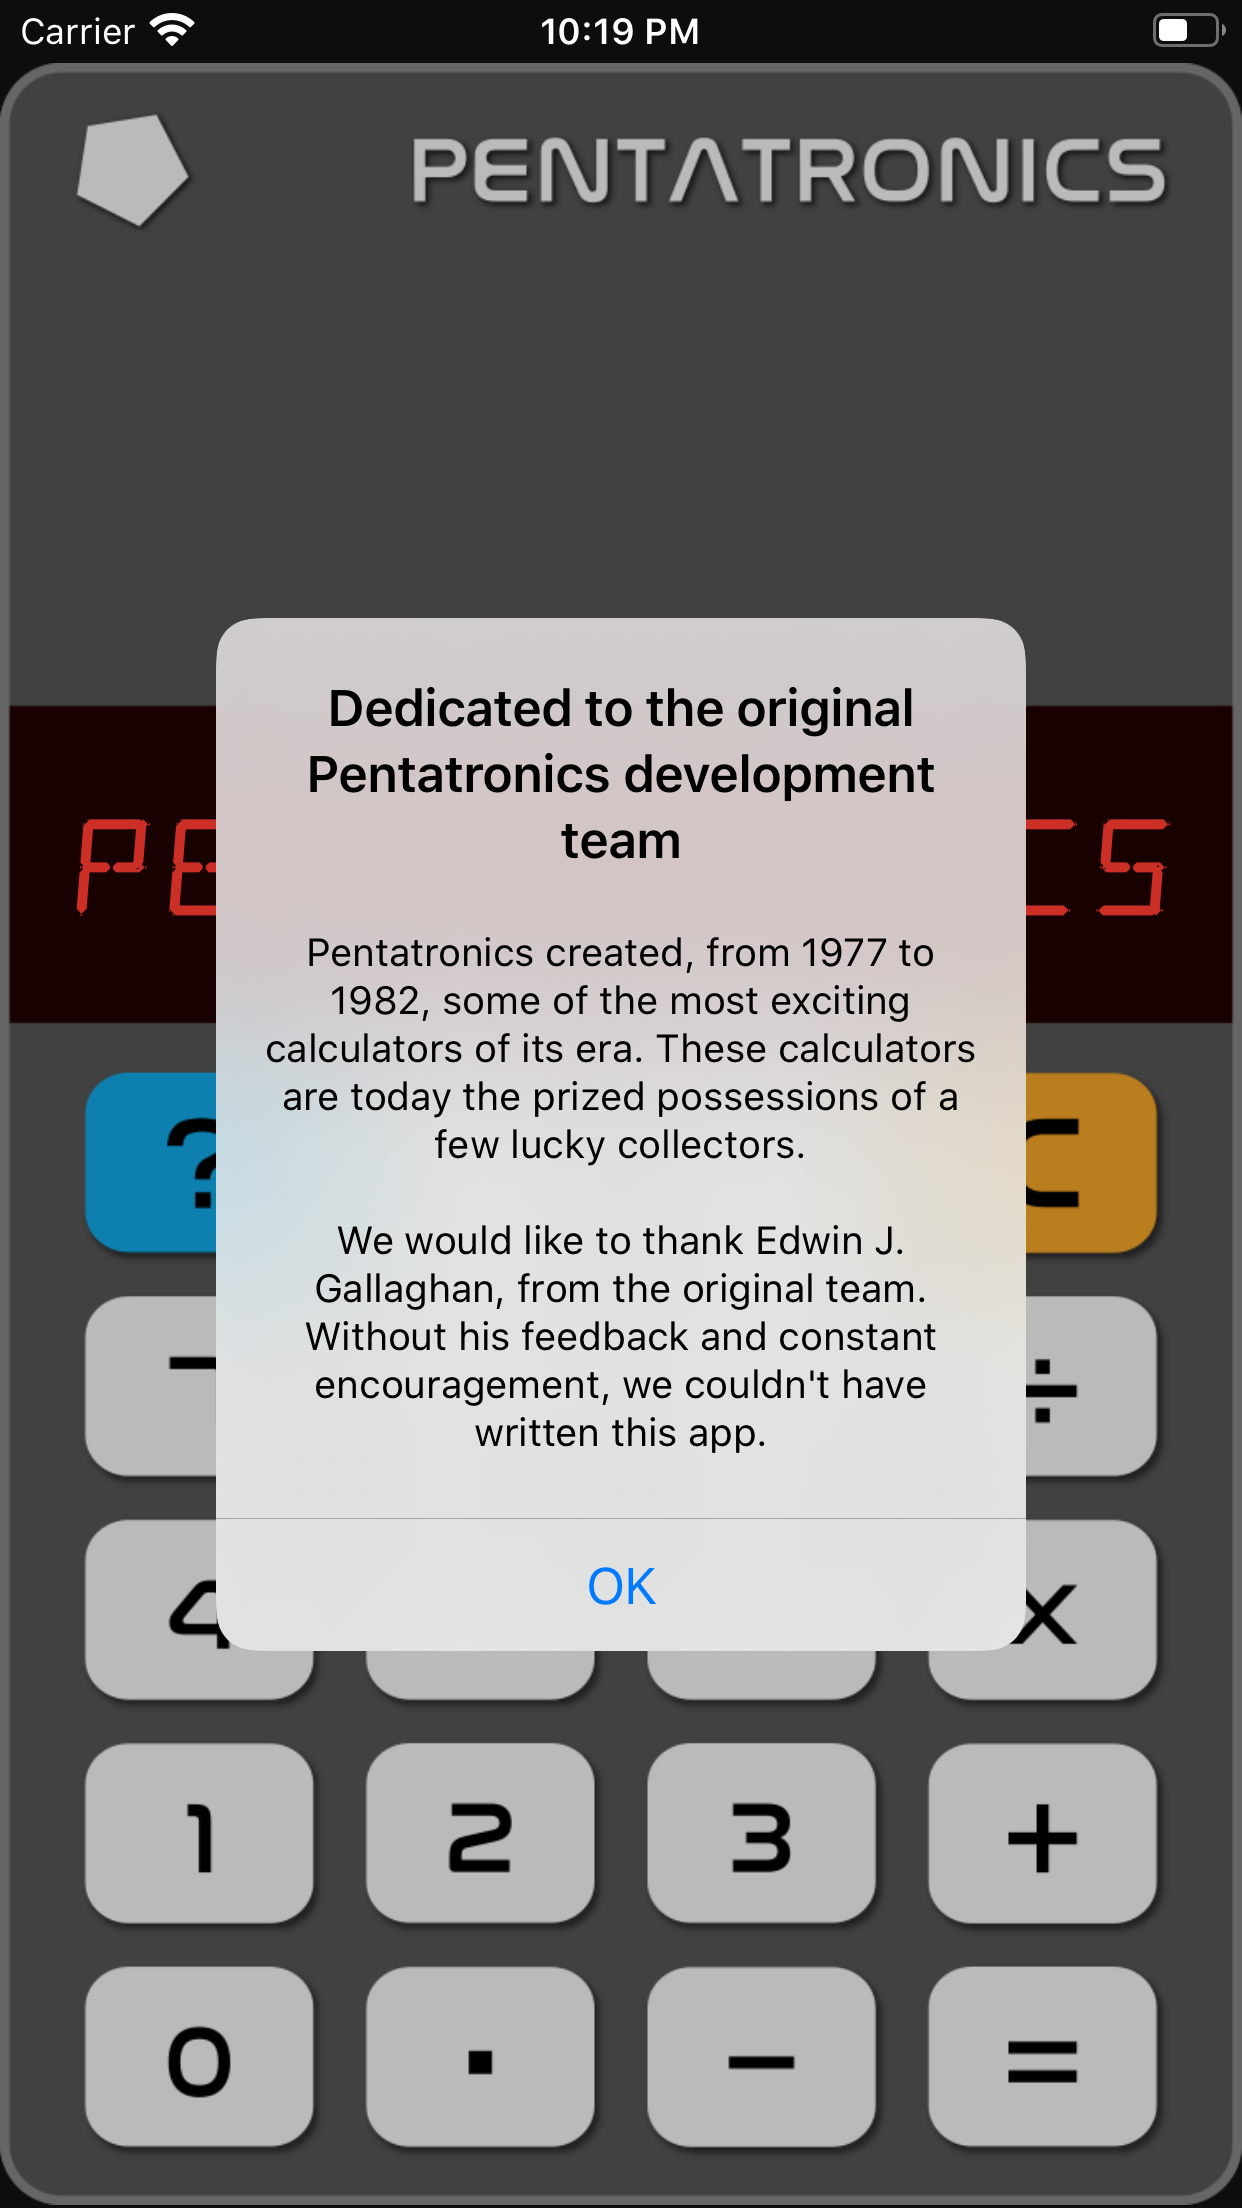 Carrier 10:19 PM
PENTATRONICS
Dedicated to the original
Pentatronics development
team
Pentatronics created, from 1977 to
1982, some of the most exciting
calculators of its era. These calculators
are today the prized possessions of a
few lucky collectors.
We would like to thank Edwin J.
Gallaghan, from the original team.
Without his feedback and constant
encouragement, we couldn't have
written this app.
OK
PE CS
? C
÷
4 X
1 2 3 +
0 . − =